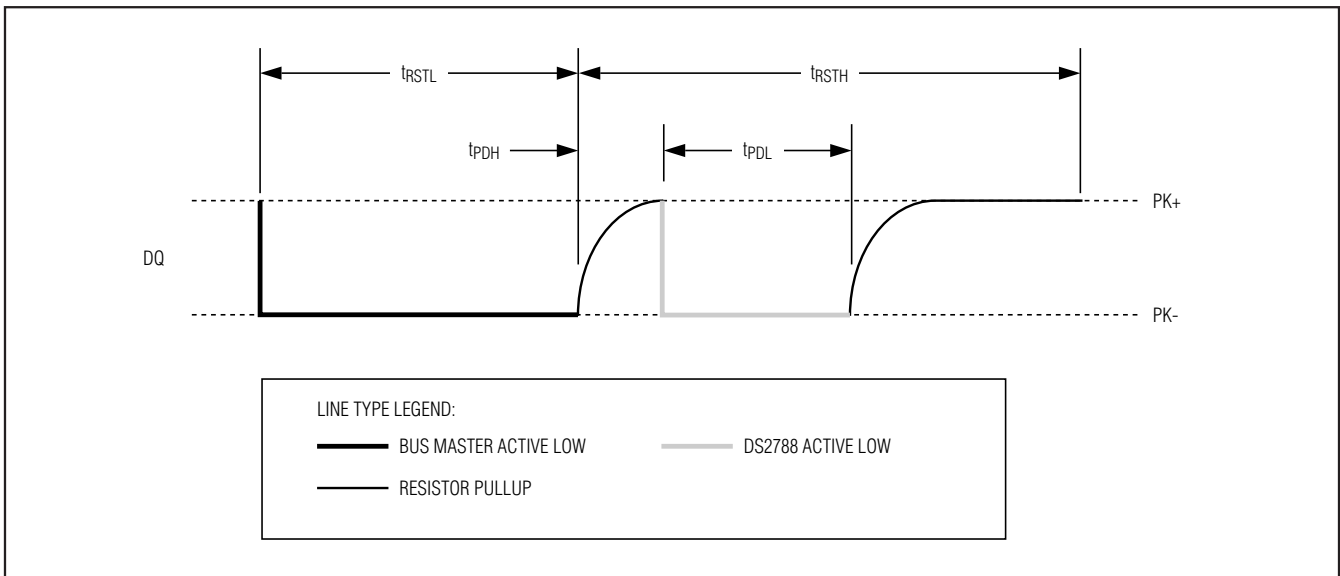 tRSTL
tRSTH
tPDH
tPDL
PK+
DQ
PK-
LINE TYPE LEGEND:
BUS MASTER ACTIVE LOW
DS2788 ACTIVE LOW
RESISTOR PULLUP